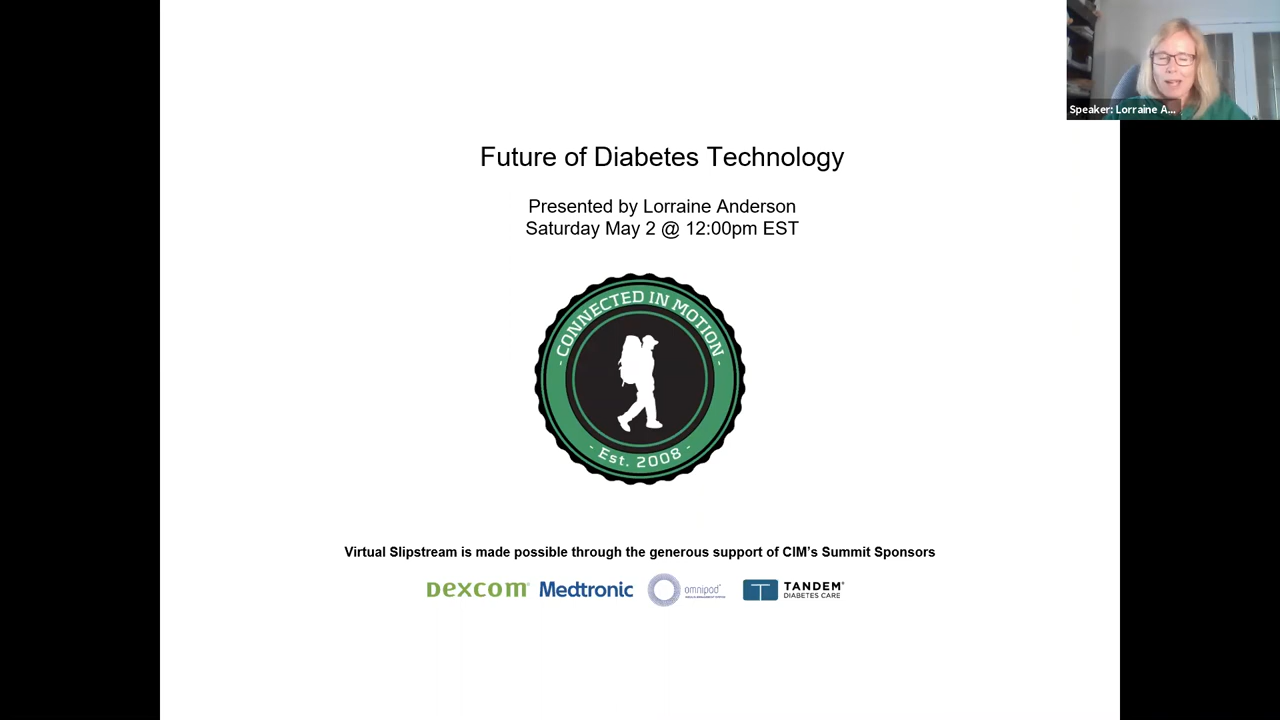 Speaker: Lorraine A...
Future of Diabetes Technology
Presented by Lorraine Anderson
Saturday May 2 @ 12:00pm EST
- CONNECTED IN MOTION -
- Est. 2008 -
Virtual Slipstream is made possible through the generous support of CIM's Summit Sponsors
Dexcom Medtronic omnipod TANDEM
DIABETES CARE